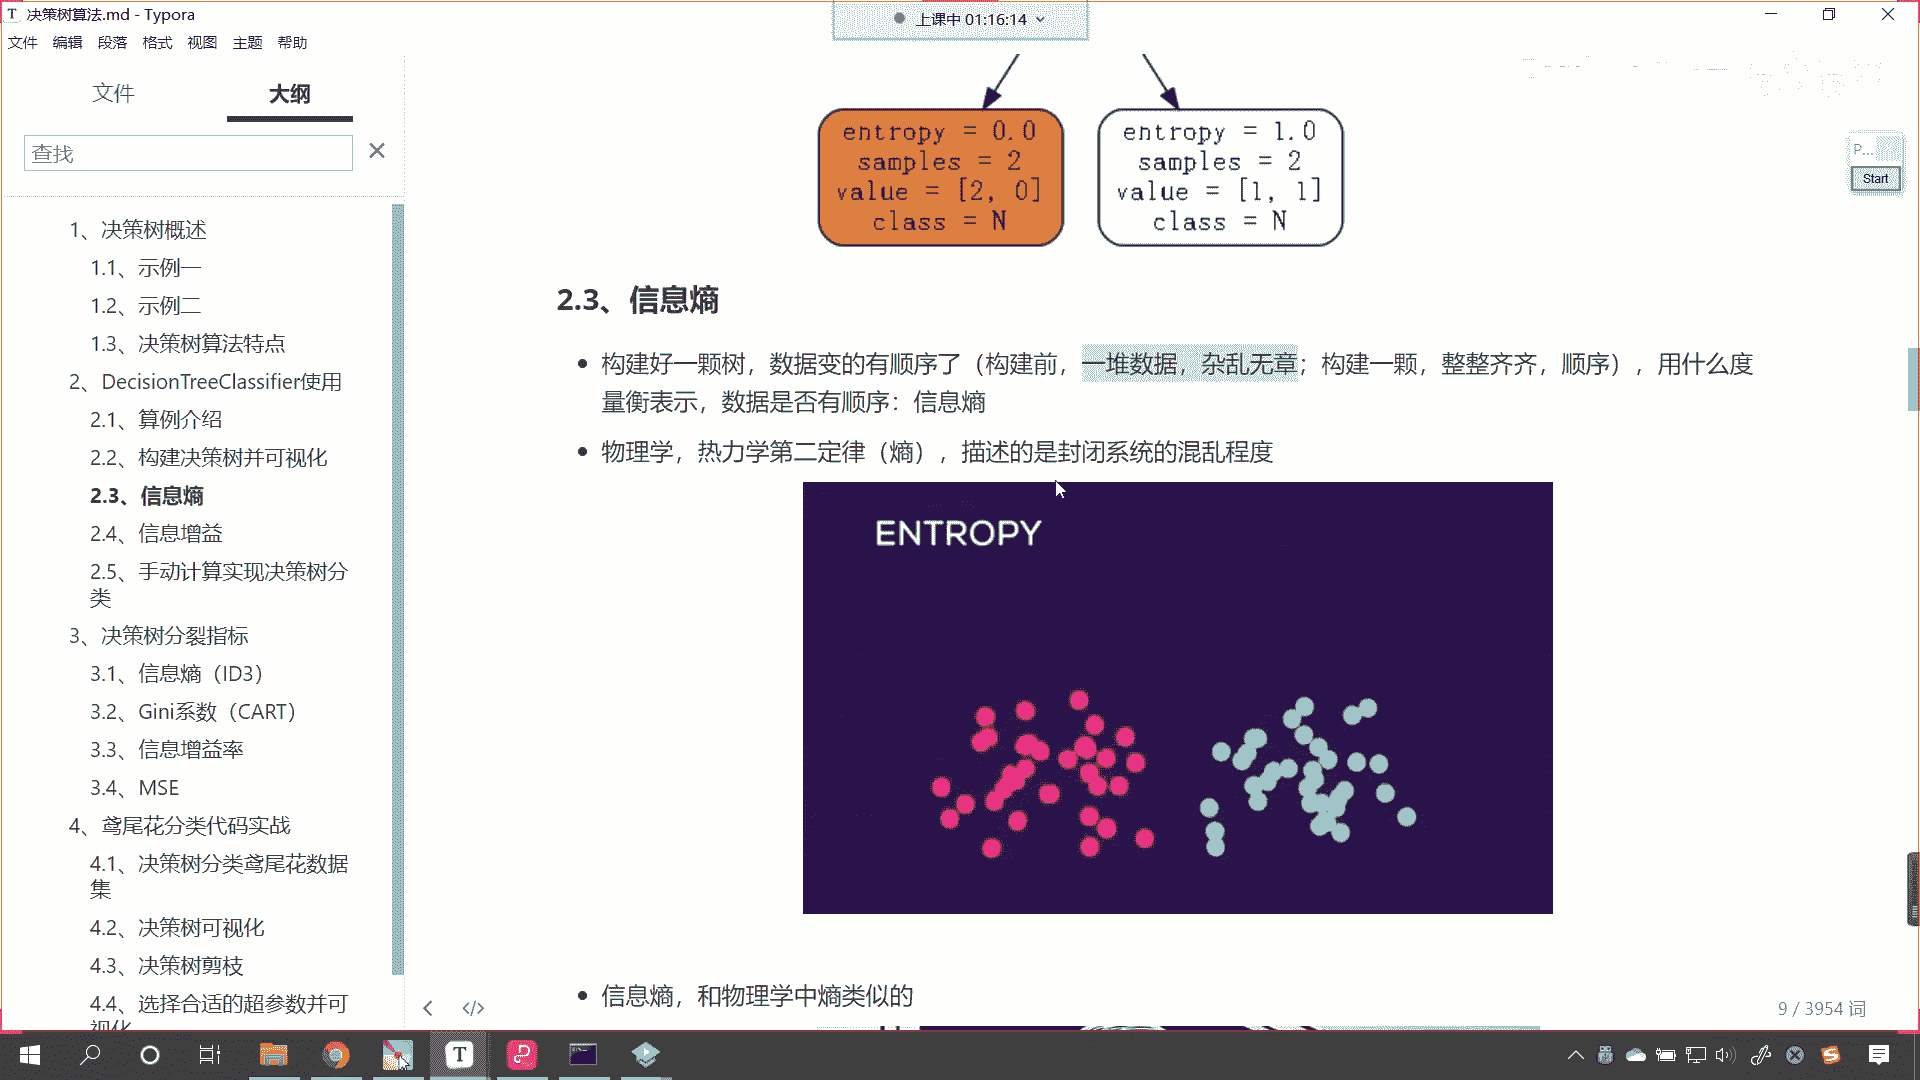 决策树算法.md - Typora
上课中 01:16:14
文件 编辑 段落 格式 视图 主题 帮助
文件 大纲
查找
1、决策树概述
1.1、示例一
1.2、示例二
1.3、决策树算法特点
2、DecisionTreeClassifier使用
2.1、算例介绍
2.2、构建决策树并可视化
2.3、信息熵
2.4、信息增益
2.5、手动计算实现决策树分
类
3、决策树分裂指标
3.1、信息熵（ID3）
3.2、Gini系数（CART）
3.3、信息增益率
3.4、MSE
4、鸢尾花分类代码实战
4.1、决策树分类鸢尾花数据
集
4.2、决策树可视化
4.3、决策树剪枝
4.4、选择合适的超参数并可
视化
entropy = 0.0
samples = 2
value = [2, 0]
class = N
entropy = 1.0
samples = 2
value = [1, 1]
class = N
P...
Start
2.3、信息熵
构建好一颗树，数据变的有顺序了（构建前，一堆数据，杂乱无章；构建一颗，整整齐齐，顺序），用什么度
量衡表示，数据是否有顺序：信息熵
物理学，热力学第二定律（熵），描述的是封闭系统的混乱程度
ENTROPY
信息熵，和物理学中熵类似的
9 / 3954 词